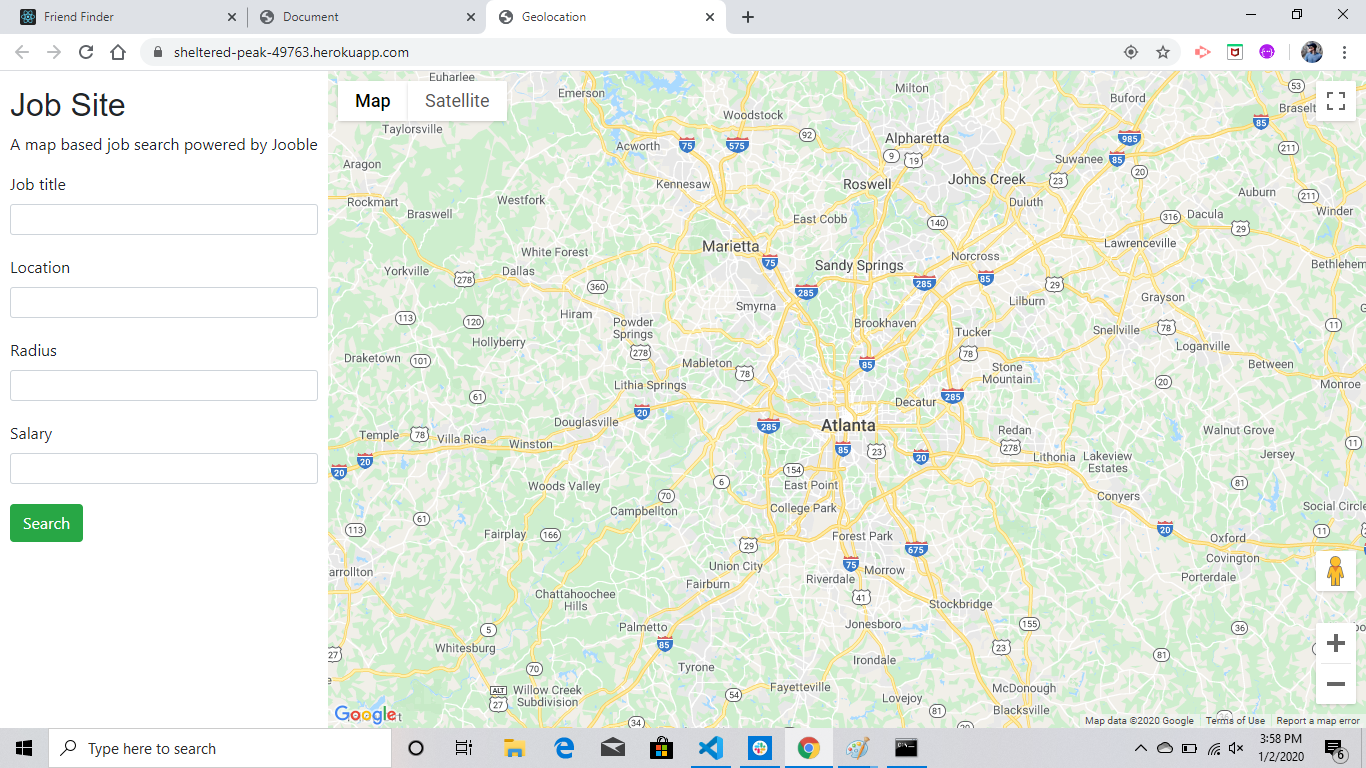 Friend Finder
Document
Geolocation
sheltered-peak-49763.herokuapp.com
Job Site
A map based job search powered by Jooble
Job title
Location
Radius
Salary
Search
Map
Satellite
Euharlee
Emerson
Milton
Buford
53
Braselt
Woodstock
Taylorsville
92
Alpharetta
985
85
Acworth
75
575
9
19
Suwanee
85
211
Aragon
Kennesaw
Roswell
Johns Creek
23
20
Auburn
211
Rockmart
Braswell
Westfork
East Cobb
140
Duluth
316
Dacula
29
Winder
White Forest
Marietta
75
Sandy Springs
Norcross
Lawrenceville
Bethlehem
Yorkville
278
Dallas
360
285
285
85
29
Lilburn
Grayson
113
120
Hiram
Smyrna
Powder
Springs
Brookhaven
Tucker
Snellville
78
11
Hollyberry
278
Loganville
Draketown
101
Mableton
78
85
78
Stone
Mountain
Between
Monroe
61
Lithia Springs
20
285
Decatur
285
20
Temple
78
Villa Rica
Winston
Douglasville
Atlanta
Redan
278
Walnut Grove
11
20
20
85
23
20
Lithonia
Lakeview
Estates
Jersey
154
East Point
Woods Valley
70
6
Conyers
81
Campbellton
College Park
Social Circle
113
61
Fairplay
166
29
Forest Park
675
20
Oxford
11
Covington
arrollton
Union City
Fairburn
75
Riverdale
Morrow
Porterdale
Chattahoochee
Hills
41
Stockbridge
5
Palmetto
85
Jonesboro
155
36
27
Whitesburg
70
Tyrone
Irondale
23
81
ALT
27
Willow Creek
Subdivision
54
Fayetteville
Lovejoy
McDonough
Blacksville
34
81
20
Google
Map data ©2020 Google
Terms of Use
Report a map error
Type here to search
3:58 PM
1/2/2020
6